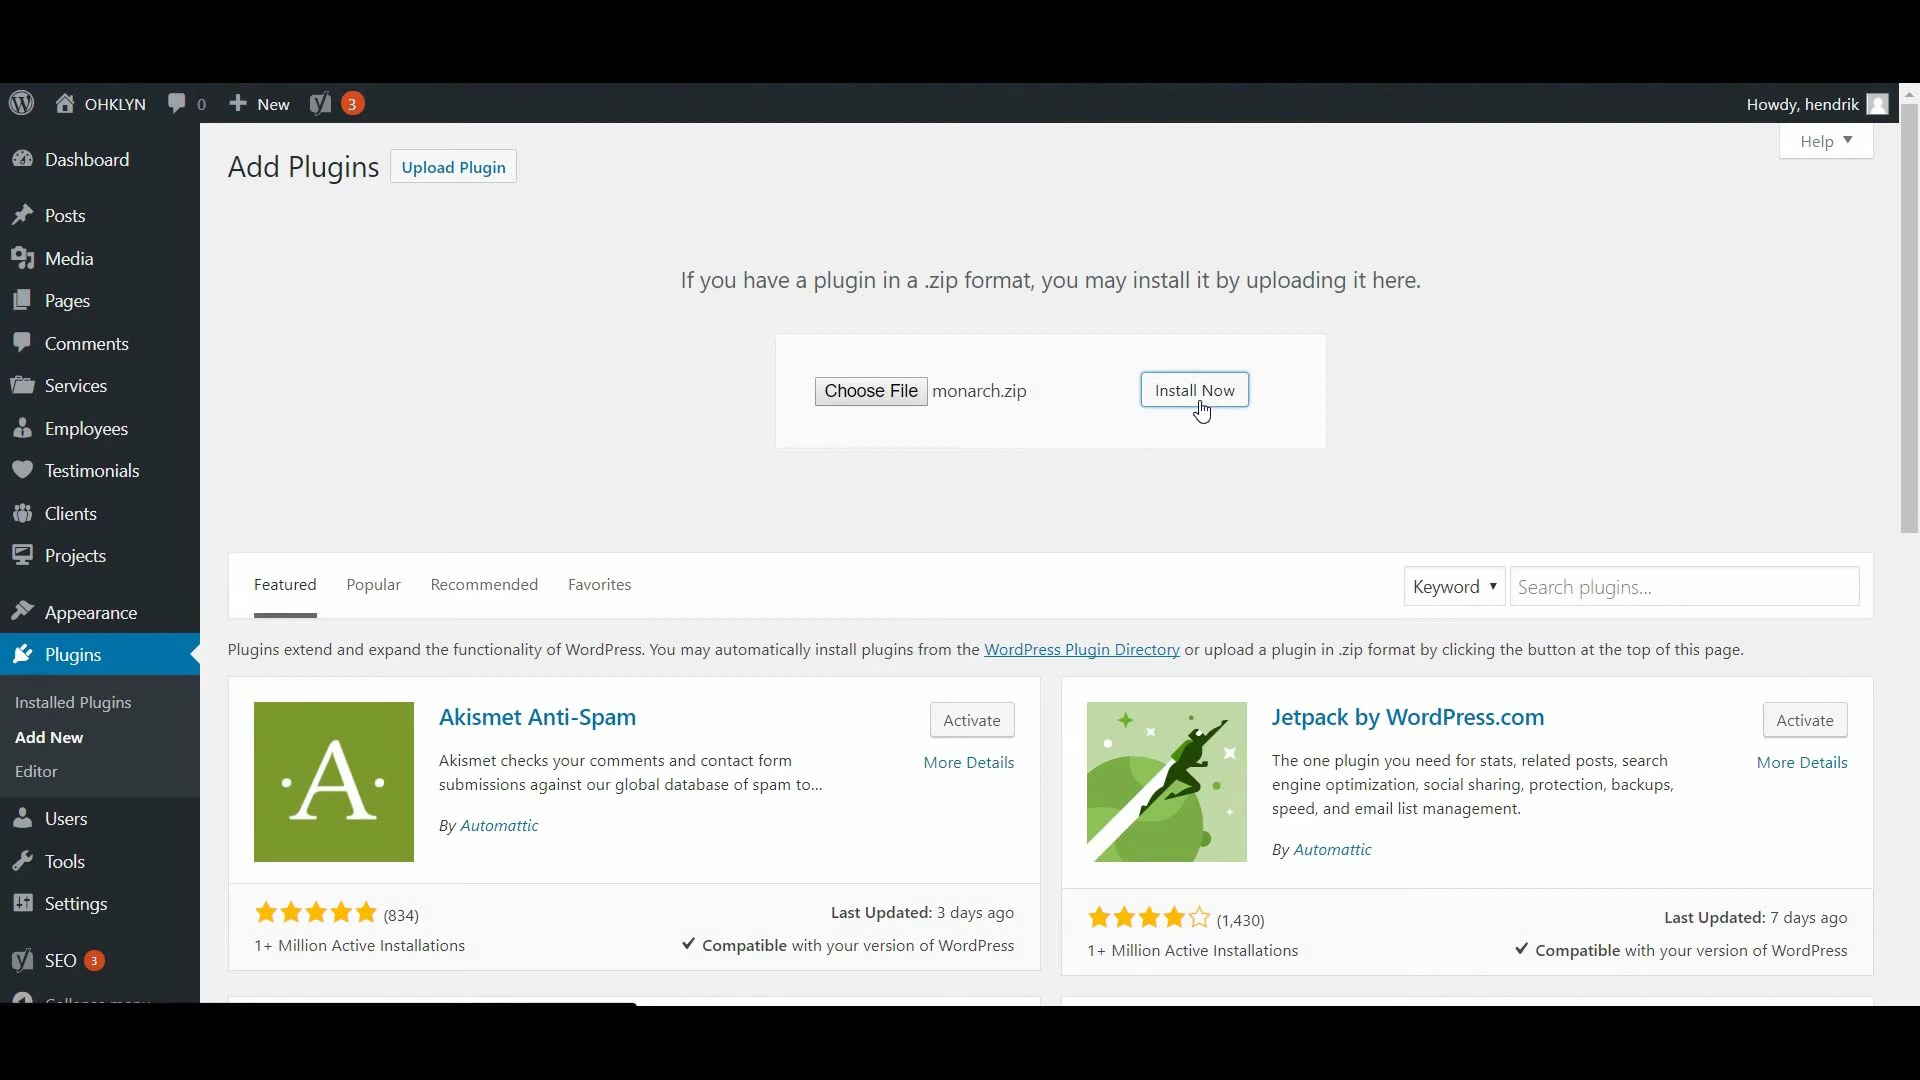 OHKLYN 0 New 3 Howdy, hendrik
Help
Add Plugins Upload Plugin
Dashboard
Posts
Media
Pages
Comments
Services
Employees
Testimonials
Clients
Projects
Appearance
Plugins
Installed Plugins
Add New
Editor
Users
Tools
Settings
SEO 3
Collapse menu
If you have a plugin in a .zip format, you may install it by uploading it here.
Choose File monarch.zip Install Now
Featured Popular Recommended Favorites Keyword Search plugins...
Plugins extend and expand the functionality of WordPress. You may automatically install plugins from the WordPress Plugin Directory or upload a plugin in .zip format by clicking the button at the top of this page.
A
Akismet Anti-Spam
Activate
More Details
Akismet checks your comments and contact form
submissions against our global database of spam to...
By Automattic
(834)
Last Updated: 3 days ago
1+ Million Active Installations
Compatible with your version of WordPress
Jetpack by WordPress.com
Activate
More Details
The one plugin you need for stats, related posts, search
engine optimization, social sharing, protection, backups,
speed, and email list management.
By Automattic
(1,430)
Last Updated: 7 days ago
1+ Million Active Installations
Compatible with your version of WordPress